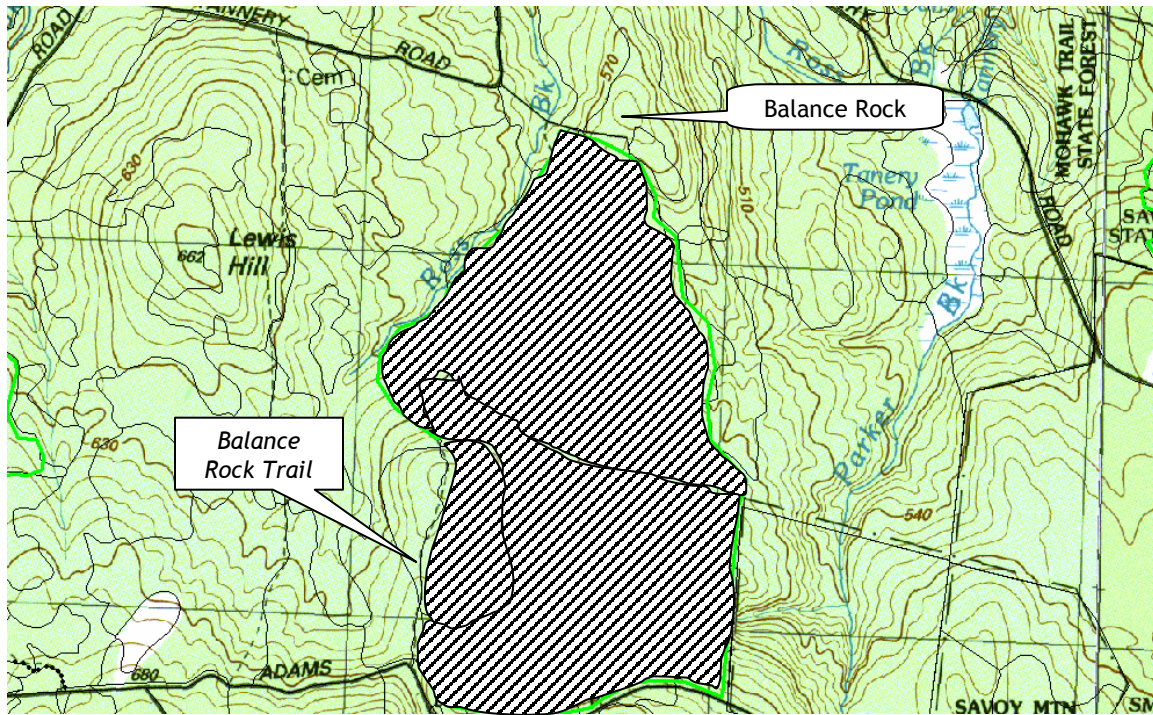 TANNERY
ROAD
ROAD
Cem
Bk
570
Ross
Bk
Balance Rock
MOHAWK TRAIL
STATE FOREST
630
510
Tanery
Pond
ROAD
Lewis
Hill
662
Ross
Bk
Balance
Rock Trail
630
Parker
540
680
ADAMS
SAVOY MTN